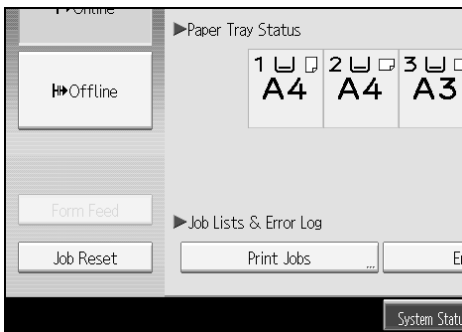 Online
▶Paper Tray Status
1 2 3
A4 A4 A3
Offline
Form Feed
▶Job Lists & Error Log
Job Reset
Print Jobs ...
System Statu